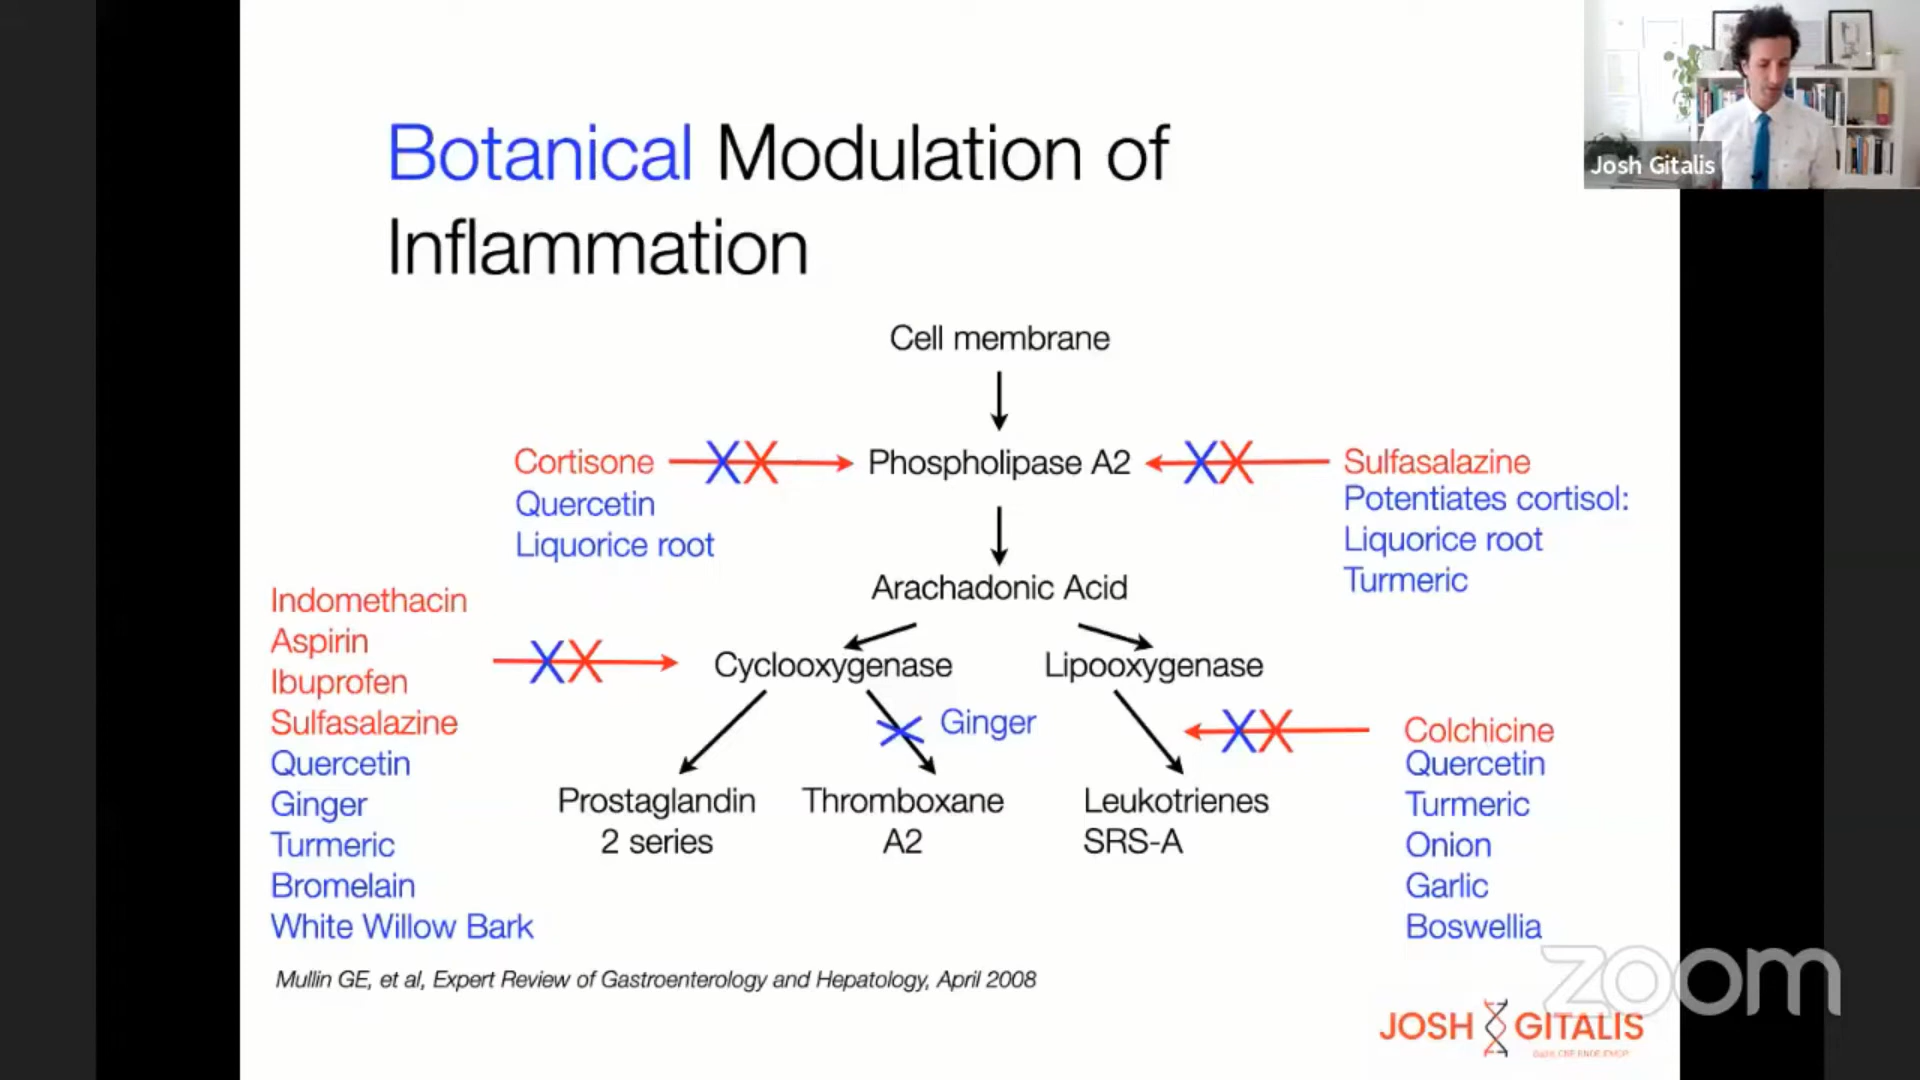 Josh Gitalis
Botanical Modulation of
Inflammation
Cell membrane
Cortisone
Quercetin
Liquorice root
Phospholipase A2
Sulfasalazine
Potentiates cortisol:
Liquorice root
Turmeric
Arachadonic Acid
Indomethacin
Aspirin
Ibuprofen
Sulfasalazine
Quercetin
Ginger
Turmeric
Bromelain
White Willow Bark
Cyclooxygenase
Lipooxygenase
Ginger
Colchicine
Quercetin
Turmeric
Onion
Garlic
Boswellia
Prostaglandin
2 series
Thromboxane
A2
Leukotrienes
SRS-A
Mullin GE, et al, Expert Review of Gastroenterology and Hepatology, April 2008
zoom
JOSH GITALIS